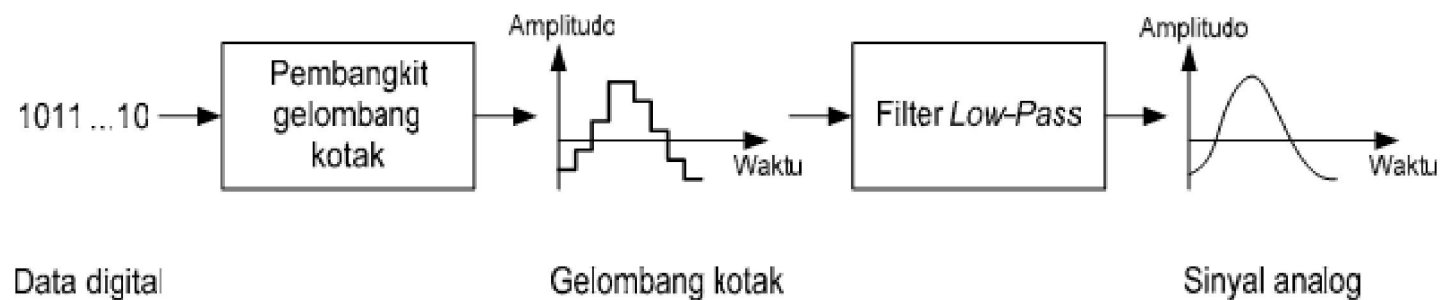 1011 ... 10
Pembangkit
gelombang
kotak
Amplitudo
Waktu
Filter Low-Pass
Amplitudo
Waktu
Data digital
Gelombang kotak
Sinyal analog